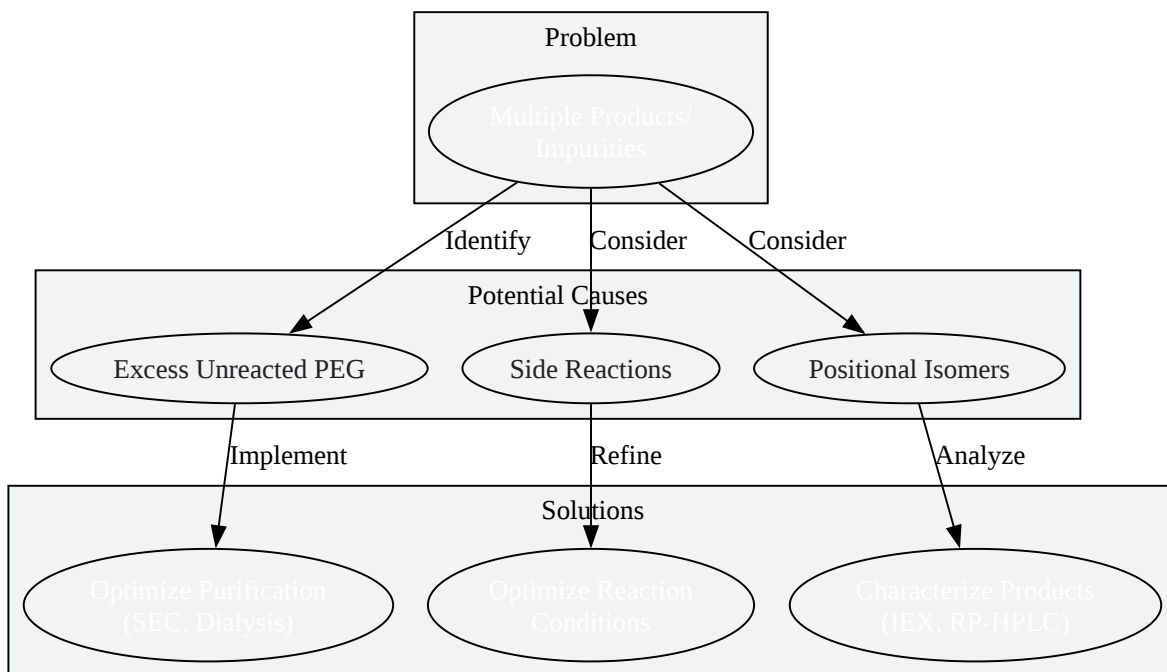 Problem
Multiple Products/
Impurities
Identify
Consider
Consider
Potential Causes
Excess Unreacted PEG
Side Reactions
Positional Isomers
Implement
Refine
Analyze
Solutions
Optimize Purification
(SEC, Dialysis)
Optimize Reaction
Conditions
Characterize Products
(IEX, RP-HPLC)